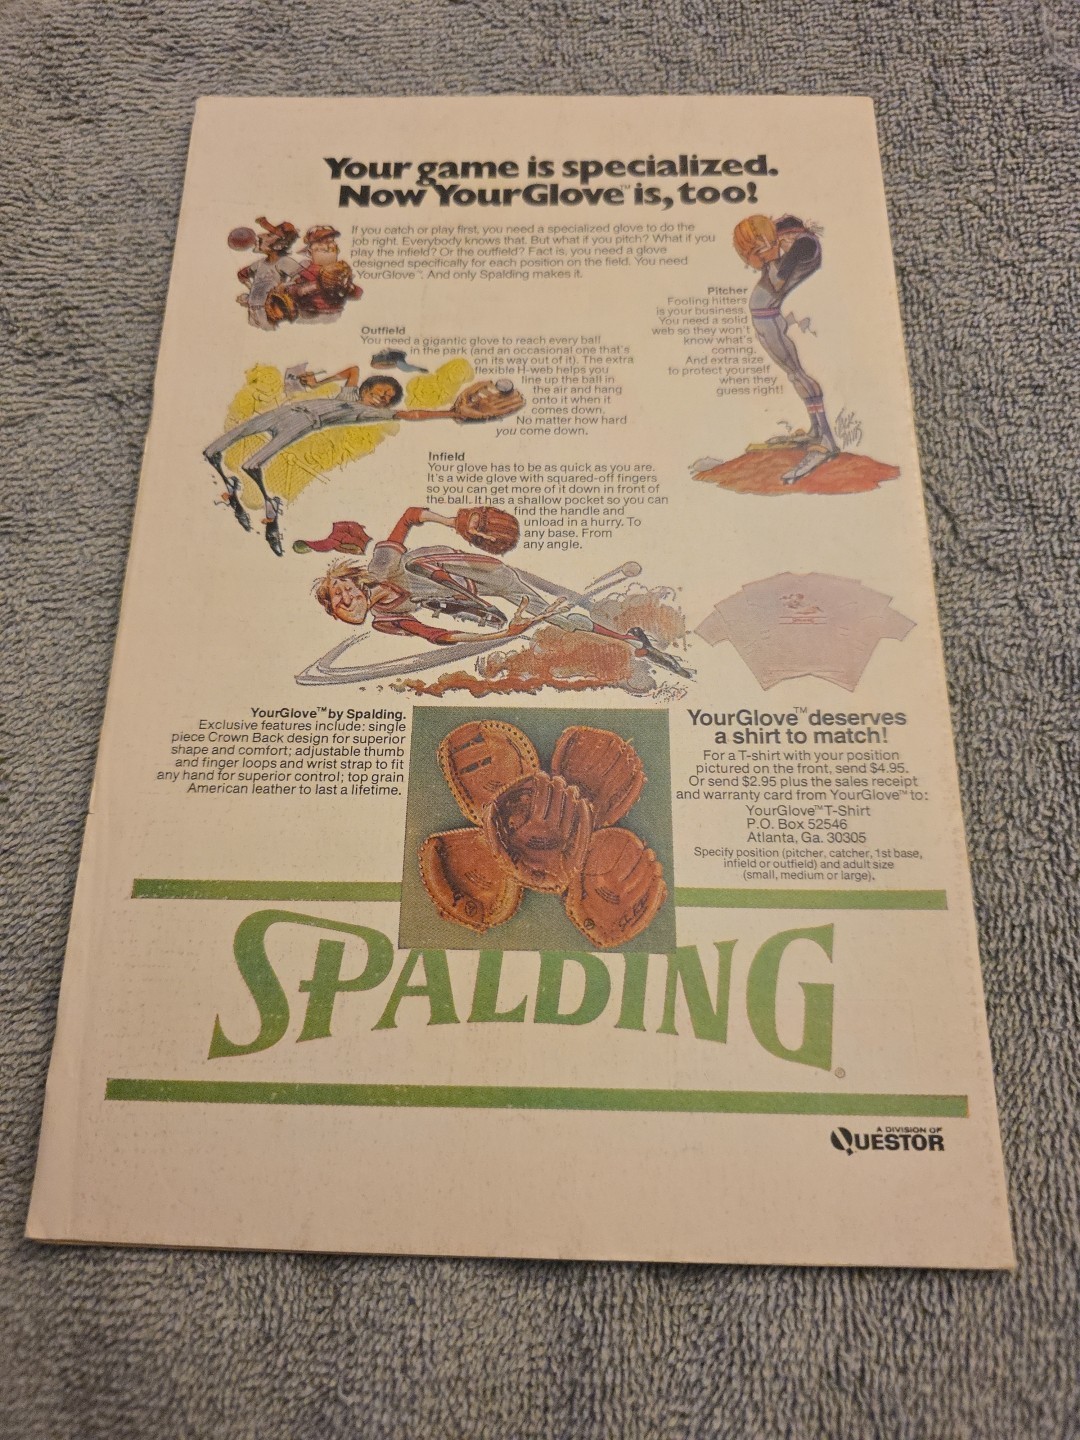 Your game is specialized.
Now YourGlove™ is, too!
If you catch or play first, you need a specialized glove to do the
job right. Everybody knows that. But what if you pitch? What if you
play the infield? Or the outfield? Fact is, you need a glove
designed specifically for each position on the field. You need
YourGlove™. And only Spalding makes it.
Pitcher
Fooling hitters
is your business.
You need a solid
web so they won't
know what's
coming.
And extra size
to protect yourself
when they
guess right!
Outfield
You need a gigantic glove to reach every ball
in the park (and an occasional one that's
on its way out of it). The extra
flexible H-web helps you
line up the ball in
the air and hang
onto it when it
comes down.
No matter how hard
you come down.
Infield
Your glove has to be as quick as you are.
It's a wide glove with squared-off fingers
so you can get more of it down in front of
the ball. It has a shallow pocket so you can
find the handle and
unload in a hurry. To
any base. From
any angle.
YourGlove™ by Spalding.
Exclusive features include: single
piece Crown Back design for superior
shape and comfort; adjustable thumb
and finger loops and wrist strap to fit
any hand for superior control; top grain
American leather to last a lifetime.
YourGlove™ deserves
a shirt to match!
For a T-shirt with your position
pictured on the front, send $4.95.
Or send $2.95 plus the sales receipt
and warranty card from YourGlove™ to:
YourGlove™ T-Shirt
P.O. Box 52546
Atlanta, Ga. 30305
Specify position (pitcher, catcher, 1st base,
infield or outfield) and adult size
(small, medium or large).
SPALDING®
A DIVISION OF
QUESTOR